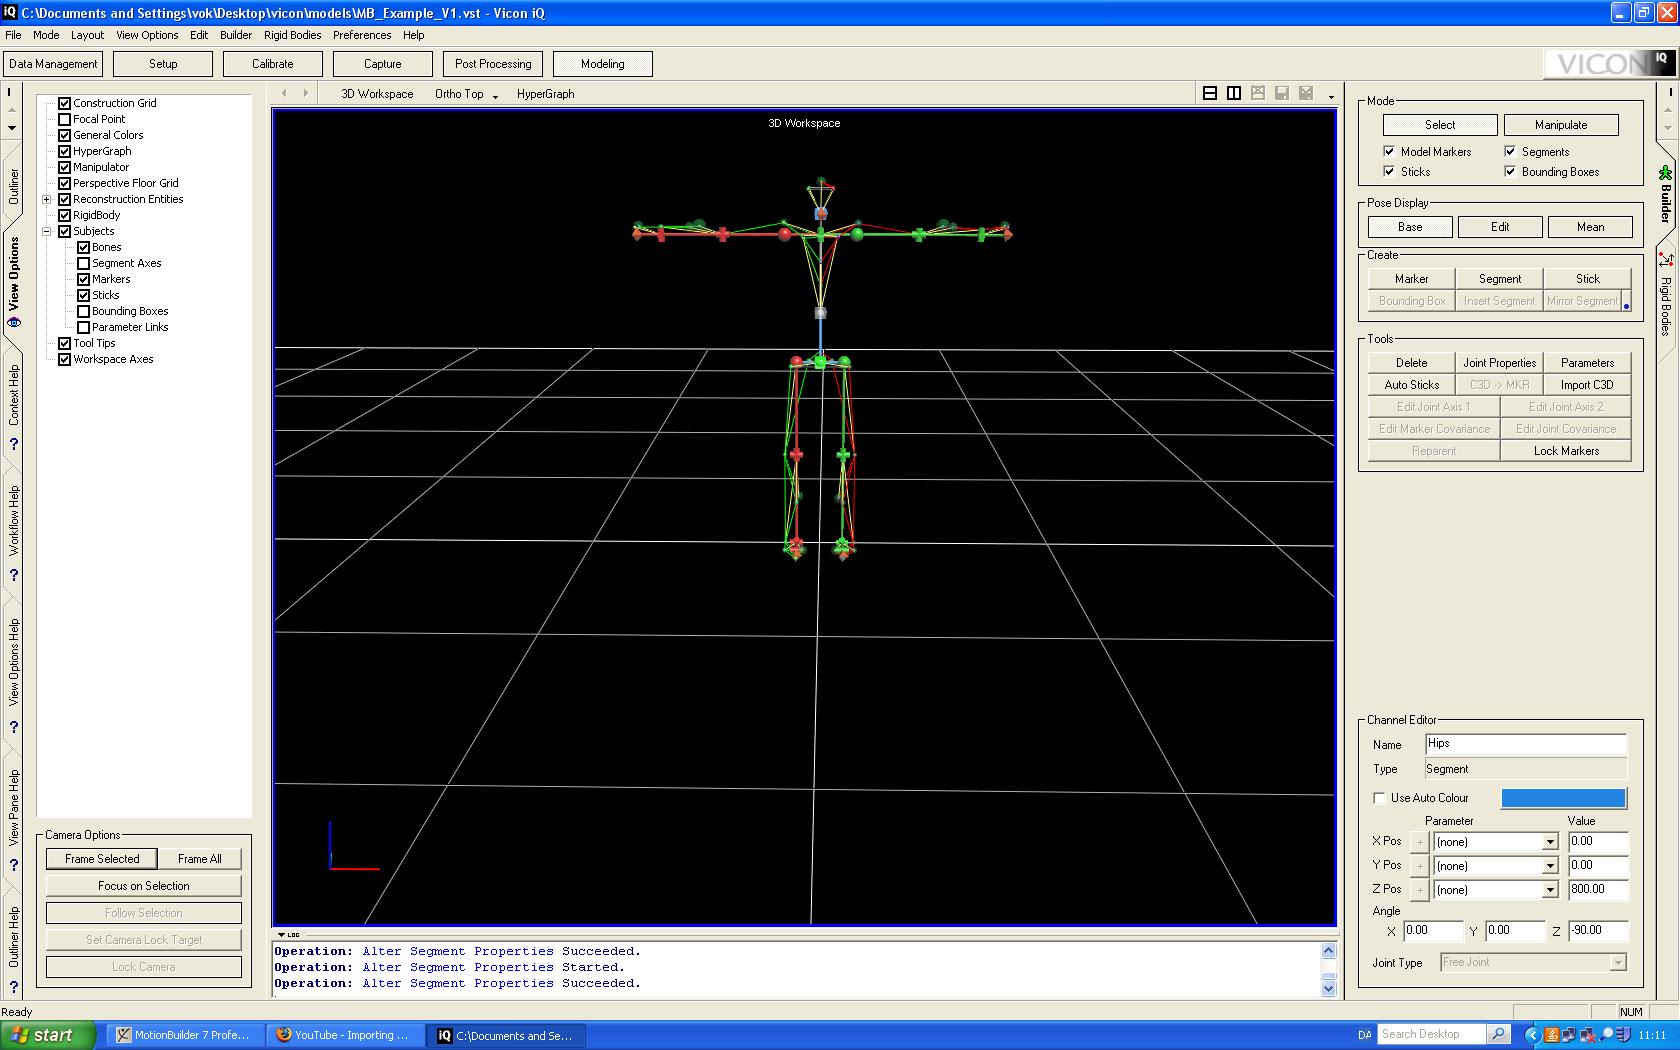 C:\Documents and Settings\vok\Desktop\vicon\models\MB_Example_V1.vst - Vicon iQ
File Mode Layout View Options Edit Builder Rigid Bodies Preferences Help
Data Management Setup Calibrate Capture Post Processing Modeling
VICON iQ
Outliner
View Options
Context Help
Workflow Help
View Options Help
View Pane Help
Outliner Help
Construction Grid
Focal Point
General Colors
HyperGraph
Manipulator
Perspective Floor Grid
Reconstruction Entities
RigidBody
Subjects
Bones
Segment Axes
Markers
Sticks
Bounding Boxes
Parameter Links
Tool Tips
Workspace Axes
Camera Options
Frame Selected Frame All
Focus on Selection
Follow Selection
Set Camera Lock Target
Lock Camera
3D Workspace Ortho Top HyperGraph
3D Workspace
LOG
Operation: Alter Segment Properties Succeeded.
Operation: Alter Segment Properties Started.
Operation: Alter Segment Properties Succeeded.
Mode
Select Manipulate
Model Markers Segments
Sticks Bounding Boxes
Pose Display
Base Edit Mean
Create
Marker Segment Stick
Bounding Box Insert Segment Mirror Segment
Tools
Delete Joint Properties Parameters
Auto Sticks C3D -> MKR Import C3D
Edit Joint Axis 1 Edit Joint Axis 2
Edit Marker Covariance Edit Joint Covariance
Reparent Lock Markers
Channel Editor
Name Hips
Type Segment
Use Auto Colour
Parameter Value
X Pos + (none) 0.00
Y Pos + (none) 0.00
Z Pos + (none) 800.00
Angle
X 0.00 Y 0.00 Z -90.00
Joint Type Free Joint
Builder
Rigid Bodies
Ready
NUM
start
MotionBuilder 7 Profe...
YouTube - Importing ...
iQ C:\Documents and Se...
DA Search Desktop
11:11